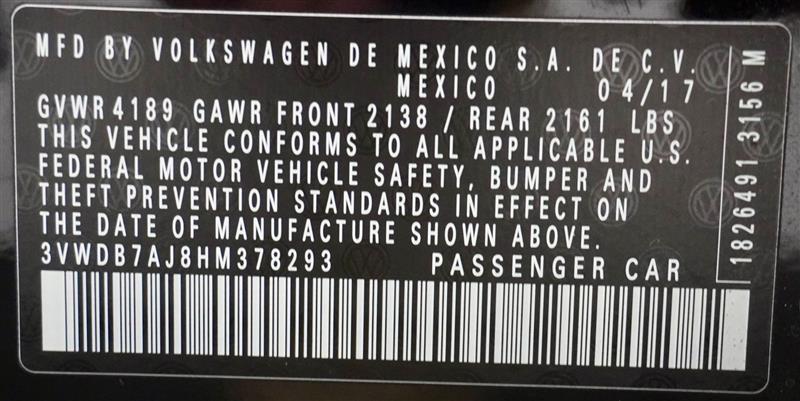 MFD BY VOLKSWAGEN DE MEXICO S.A. DE C.V.
MEXICO 04/17
GVWR 4189 GAWR FRONT 2138 / REAR 2161 LBS
THIS VEHICLE CONFORMS TO ALL APPLICABLE U.S.
FEDERAL MOTOR VEHICLE SAFETY, BUMPER AND
THEFT PREVENTION STANDARDS IN EFFECT ON
THE DATE OF MANUFACTURE SHOWN ABOVE.
3VWDB7AJ8HM378293 PASSENGER CAR
1826491 3156 M